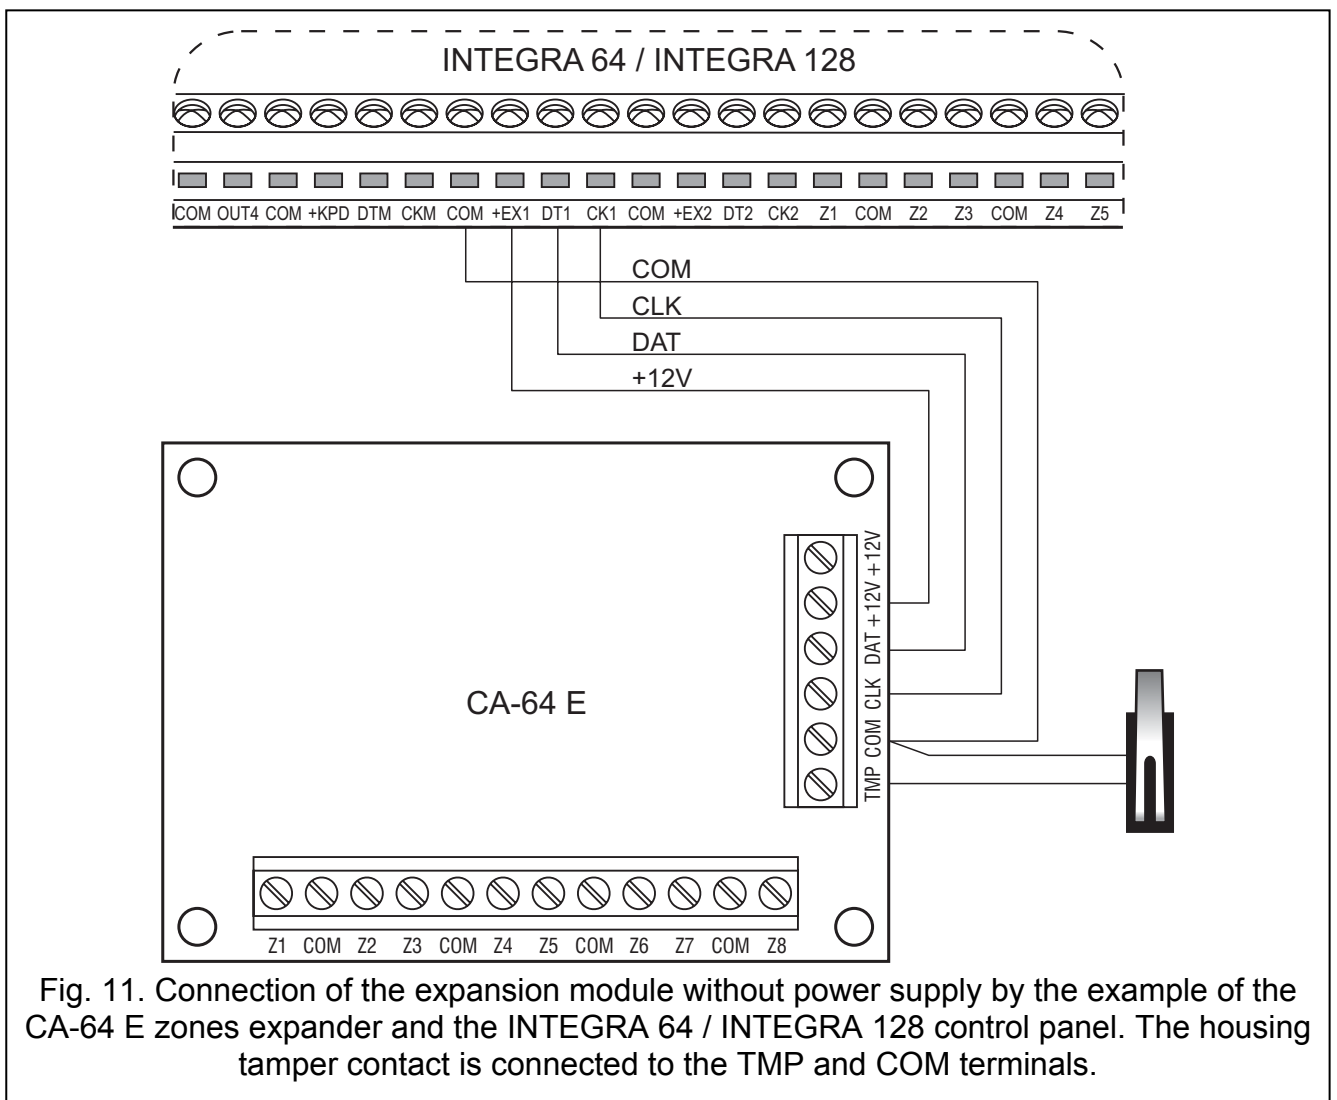 INTEGRA 64 / INTEGRA 128
COM OUT4 COM +KPD DTM CKM COM +EX1 DT1 CK1 COM +EX2 DT2 CK2 Z1 COM Z2 Z3 COM Z4 Z5
COM
CLK
DAT
+12V
TMP COM CLK DAT +12V +12V
CA-64 E
Z1 COM Z2 Z3 COM Z4 Z5 COM Z6 Z7 COM Z8
Fig. 11. Connection of the expansion module without power supply by the example of the
CA-64 E zones expander and the INTEGRA 64 / INTEGRA 128 control panel. The housing
tamper contact is connected to the TMP and COM terminals.